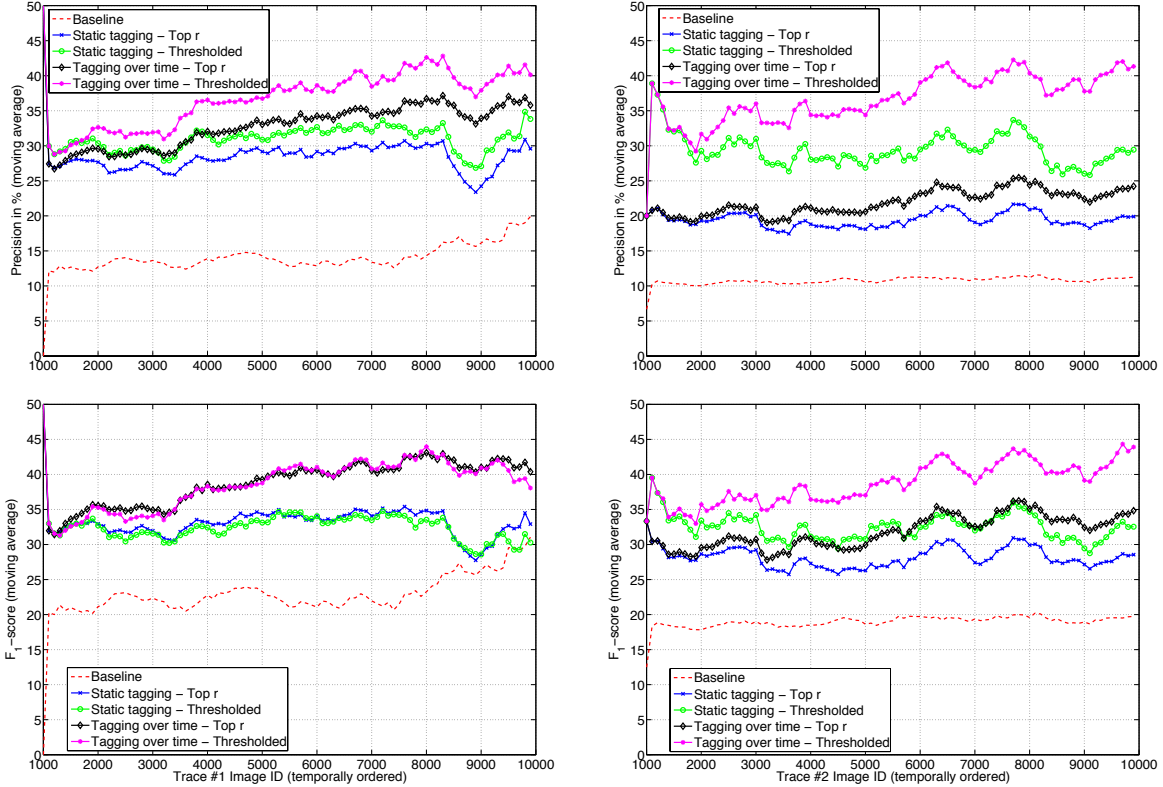 Precision in % (moving average)
50
45
40
35
30
25
20
15
10
5
0
Baseline
Static tagging − Top r
Static tagging − Thresholded
Tagging over time − Top r
Tagging over time − Thresholded
1000 2000 3000 4000 5000 6000 7000 8000 9000 10000
Precision in % (moving average)
50
45
40
35
30
25
20
15
10
5
0
Baseline
Static tagging − Top r
Static tagging − Thresholded
Tagging over time − Top r
Tagging over time − Thresholded
1000 2000 3000 4000 5000 6000 7000 8000 9000 10000
F1−score (moving average)
50
45
40
35
30
25
20
15
10
5
0
Baseline
Static tagging − Top r
Static tagging − Thresholded
Tagging over time − Top r
Tagging over time − Thresholded
1000 2000 3000 4000 5000 6000 7000 8000 9000 10000
Trace #1 Image ID (temporally ordered)
F1−score (moving average)
50
45
40
35
30
25
20
15
10
5
0
Baseline
Static tagging − Top r
Static tagging − Thresholded
Tagging over time − Top r
Tagging over time − Thresholded
1000 2000 3000 4000 5000 6000 7000 8000 9000 10000
Trace #2 Image ID (temporally ordered)